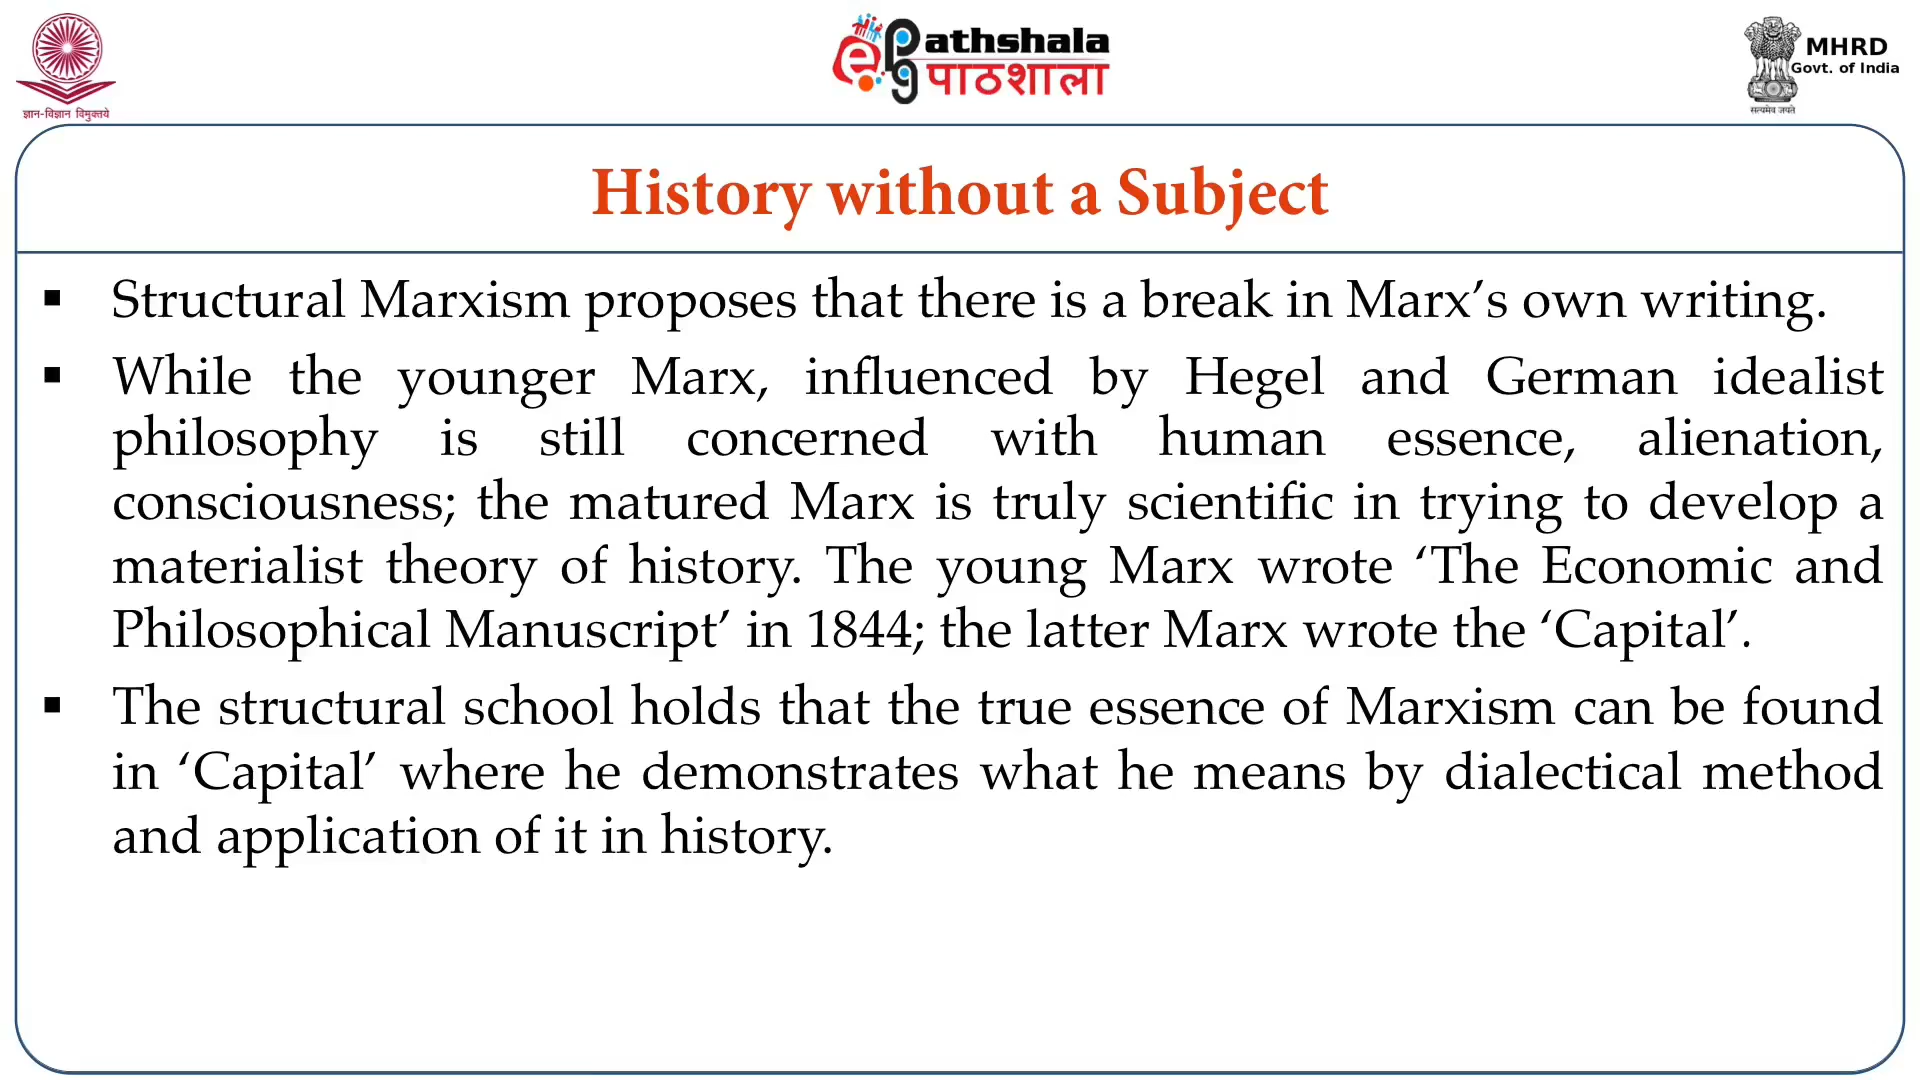 ज्ञान-विज्ञान विमुक्तये
ePG Pathshala
पाठशाला
MHRD
Govt. of India
सत्यमेव जयते
History without a Subject
▪ Structural Marxism proposes that there is a break in Marx’s own writing.
▪ While the younger Marx, influenced by Hegel and German idealist
philosophy is still concerned with human essence, alienation,
consciousness; the matured Marx is truly scientific in trying to develop a
materialist theory of history. The young Marx wrote ‘The Economic and
Philosophical Manuscript’ in 1844; the latter Marx wrote the ‘Capital’.
▪ The structural school holds that the true essence of Marxism can be found
in ‘Capital’ where he demonstrates what he means by dialectical method
and application of it in history.